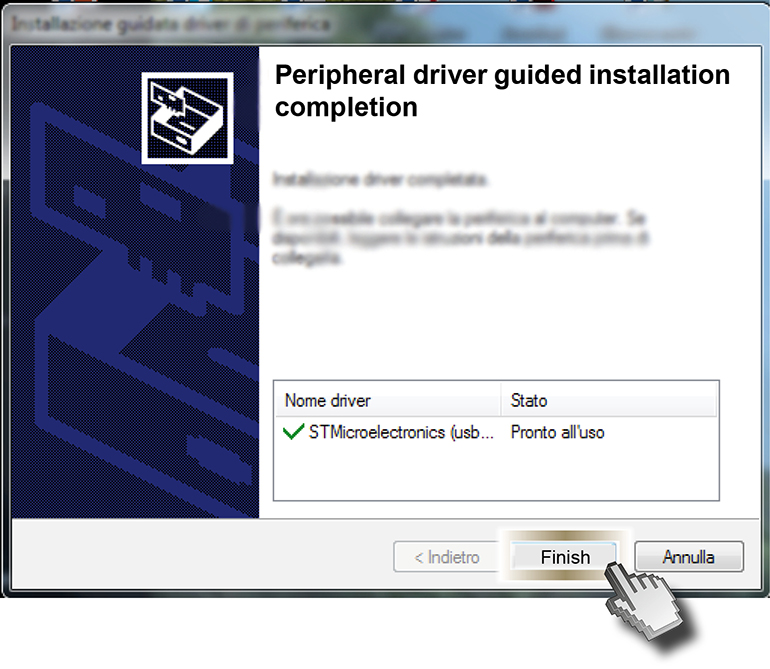 Installazione guidata driver di periferica
Peripheral driver guided installation
completion
Installazione driver completata.
È ora possibile collegare la periferica al computer. Se
disponibili, leggere le istruzioni della periferica prima di
collegarla.
Nome driver Stato
STMicroelectronics (usb... Pronto all'uso
< Indietro Finish Annulla